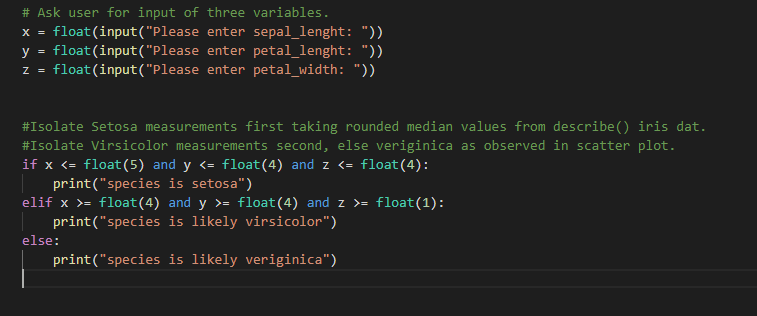 # Ask user for input of three variables.
x = float(input("Please enter sepal_lenght: "))
y = float(input("Please enter petal_lenght: "))
z = float(input("Please enter petal_width: "))
#Isolate Setosa measurements first taking rounded median values from describe() iris dat.
#Isolate Virsicolor measurements second, else veriginica as observed in scatter plot.
if x <= float(5) and y <= float(4) and z <= float(4):
    print("species is setosa")
elif x >= float(4) and y >= float(4) and z >= float(1):
    print("species is likely virsicolor")
else:
    print("species is likely veriginica")